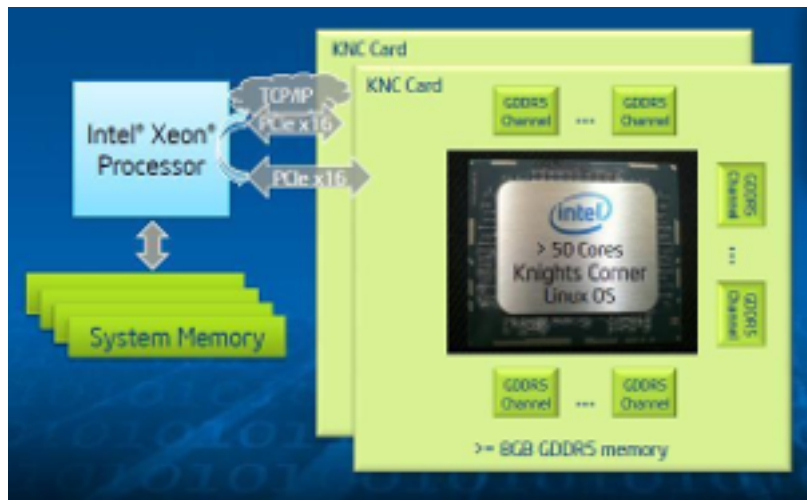 KNC Card
KNC Card
TCP/IP
PCIe x16
PCIe x16
Intel® Xeon®
Processor
System Memory
GDDR5
Channel
...
GDDR5
Channel
intel
> 50 Cores
Knights Corner
Linux OS
GDDR5
Channel
...
GDDR5
Channel
GDDR5
Channel
...
GDDR5
Channel
>= 8GB GDDR5 memory